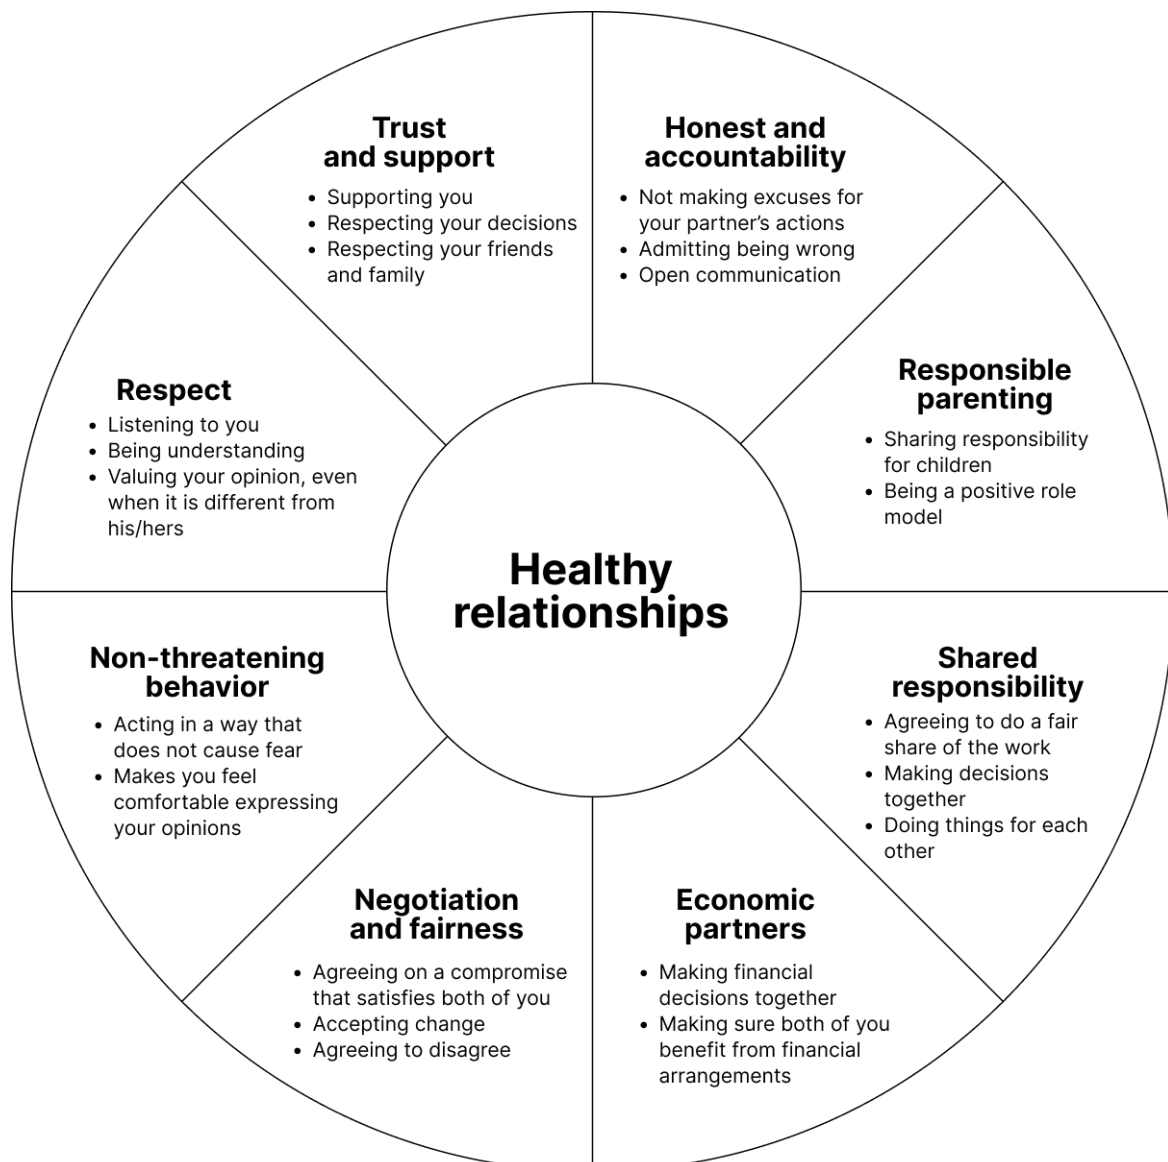 Trust
and support
• Supporting you
• Respecting your decisions
• Respecting your friends
and family
Honest and
accountability
• Not making excuses for
your partner’s actions
• Admitting being wrong
• Open communication
Responsible
parenting
• Sharing responsibility
for children
• Being a positive role
model
Shared
responsibility
• Agreeing to do a fair
share of the work
• Making decisions
together
• Doing things for each
other
Economic
partners
• Making financial
decisions together
• Making sure both of you
benefit from financial
arrangements
Negotiation
and fairness
• Agreeing on a compromise
that satisfies both of you
• Accepting change
• Agreeing to disagree
Non-threatening
behavior
• Acting in a way that
does not cause fear
• Makes you feel
comfortable expressing
your opinions
Respect
• Listening to you
• Being understanding
• Valuing your opinion, even
when it is different from
his/hers
Healthy
relationships